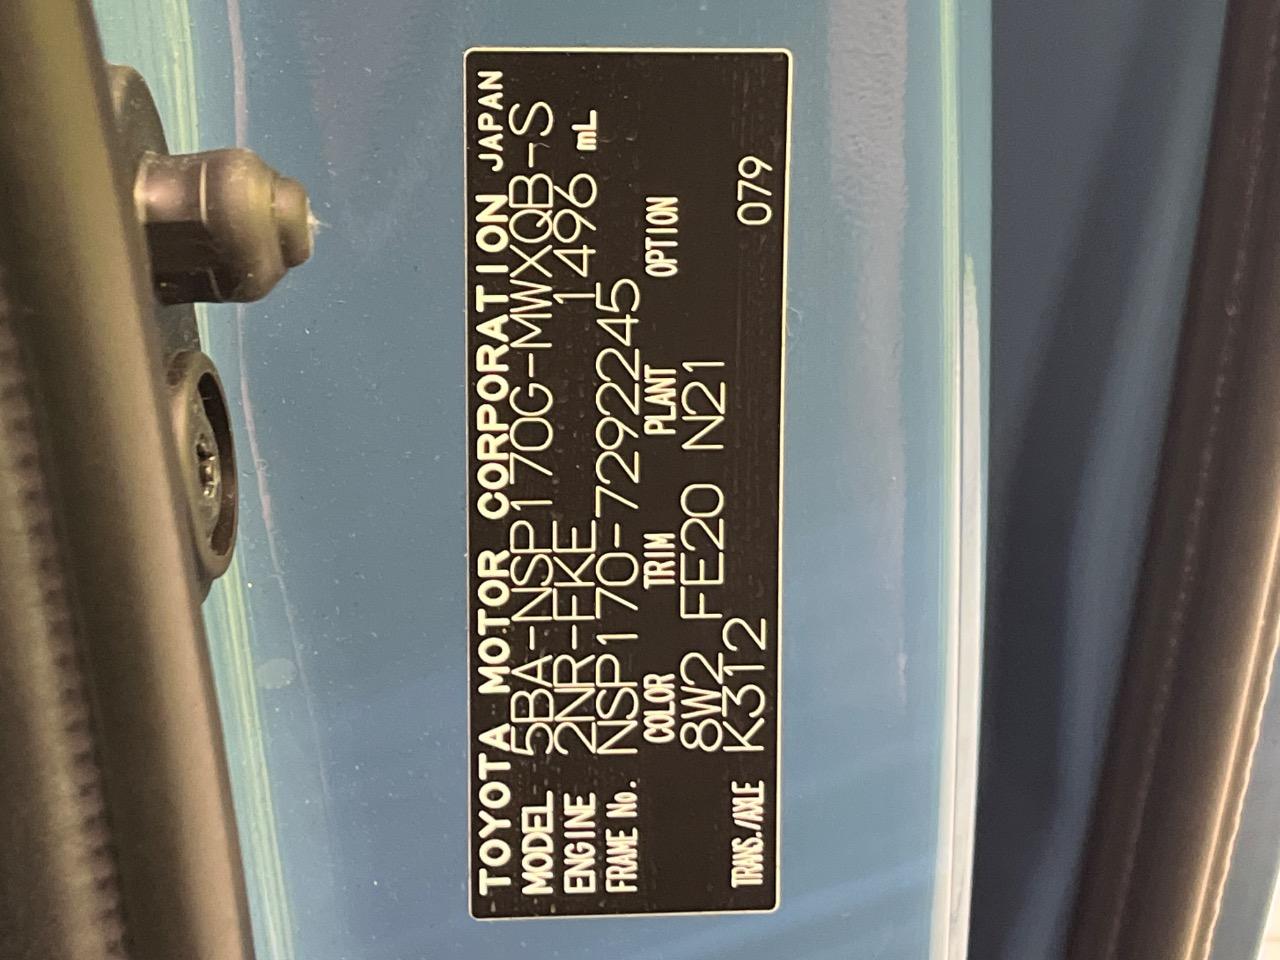 TOYOTA MOTOR CORPORATION JAPAN
MODEL 5BA-NSP170G-MWXQB-S
ENGINE 2NR-FKE 1496 mL
FRAME No. NSP170-7292245
COLOR TRIM PLANT OPTION
8W2 FE20 N21
TRANS./AXLE K312 079